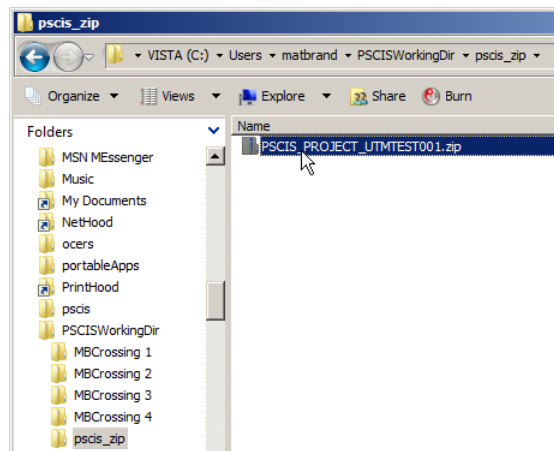 pscis_zip
VISTA (C:) Users matbrand PSCISWorkingDir pscis_zip
Organize Views Explore Share Burn
Folders
Name
MSN MEssenger
PSCIS_PROJECT_UTMTEST001.zip
Music
My Documents
NetHood
ocers
portableApps
PrintHood
pscis
PSCISWorkingDir
MBCrossing 1
MBCrossing 2
MBCrossing 3
MBCrossing 4
pscis_zip